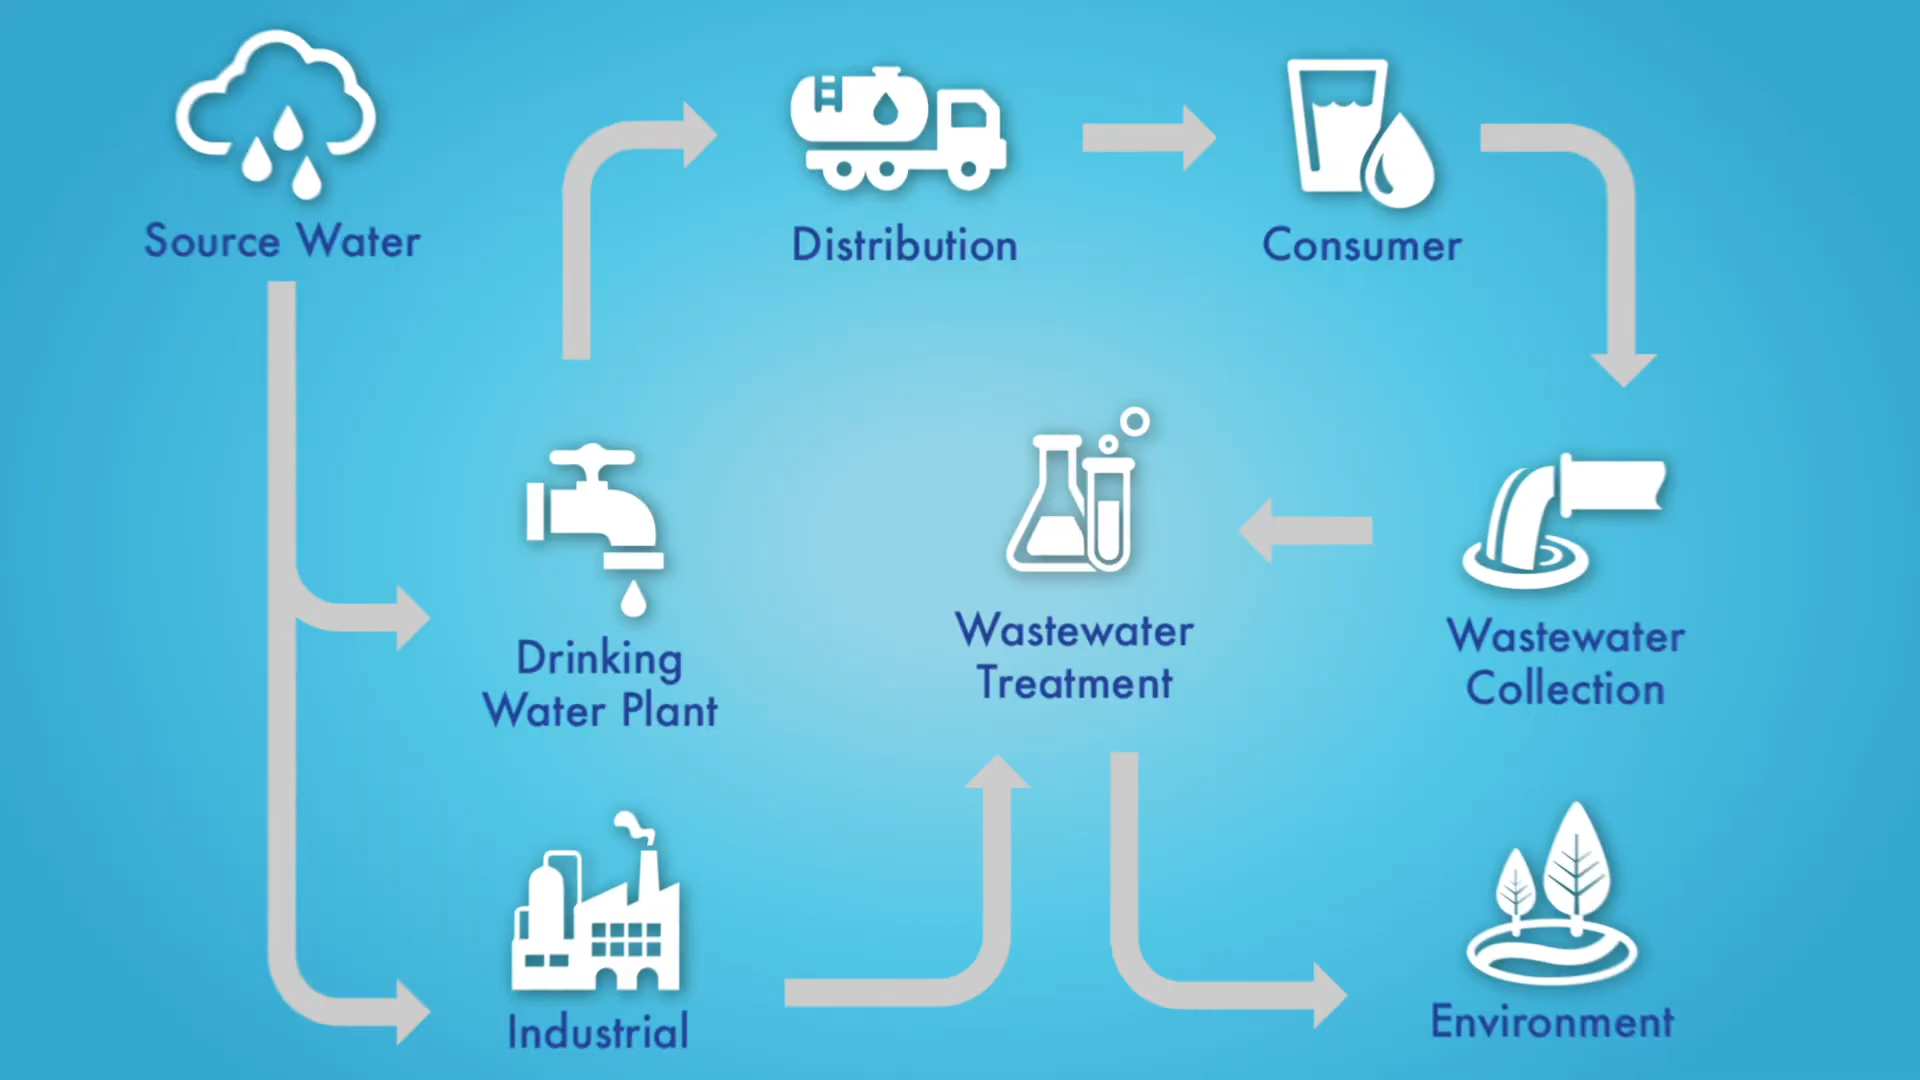 Source Water
Distribution
Consumer
Drinking
Water Plant
Wastewater
Treatment
Wastewater
Collection
Industrial
Environment